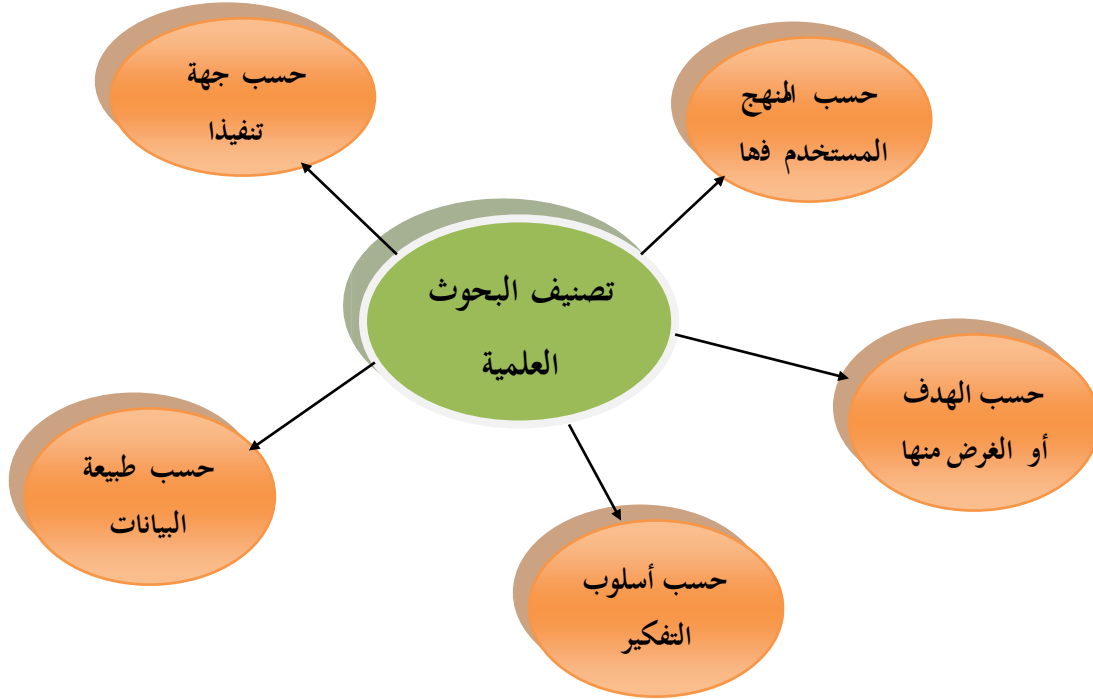 حسب جهة
تنفيذا
حسب المنهج
المستخدم فها
تصنيف البحوث
العلمية
حسب الهدف
أو الغرض منها
حسب طبيعة
البيانات
حسب أسلوب
التفكير